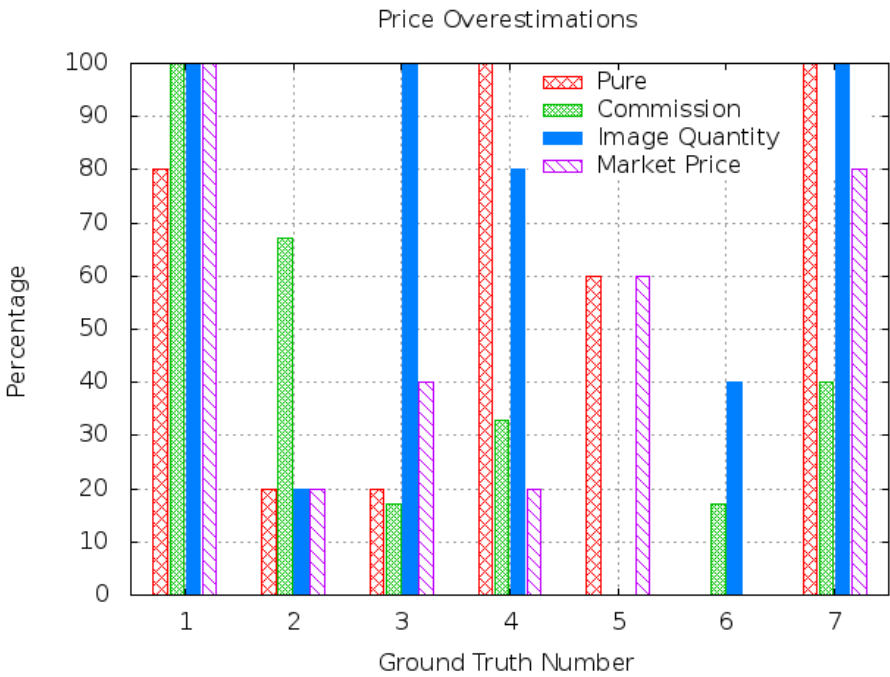 Price Overestimations
Percentage
100
90
80
70
60
50
40
30
20
10
0
Pure
Commission
Image Quantity
Market Price
1 2 3 4 5 6 7
Ground Truth Number